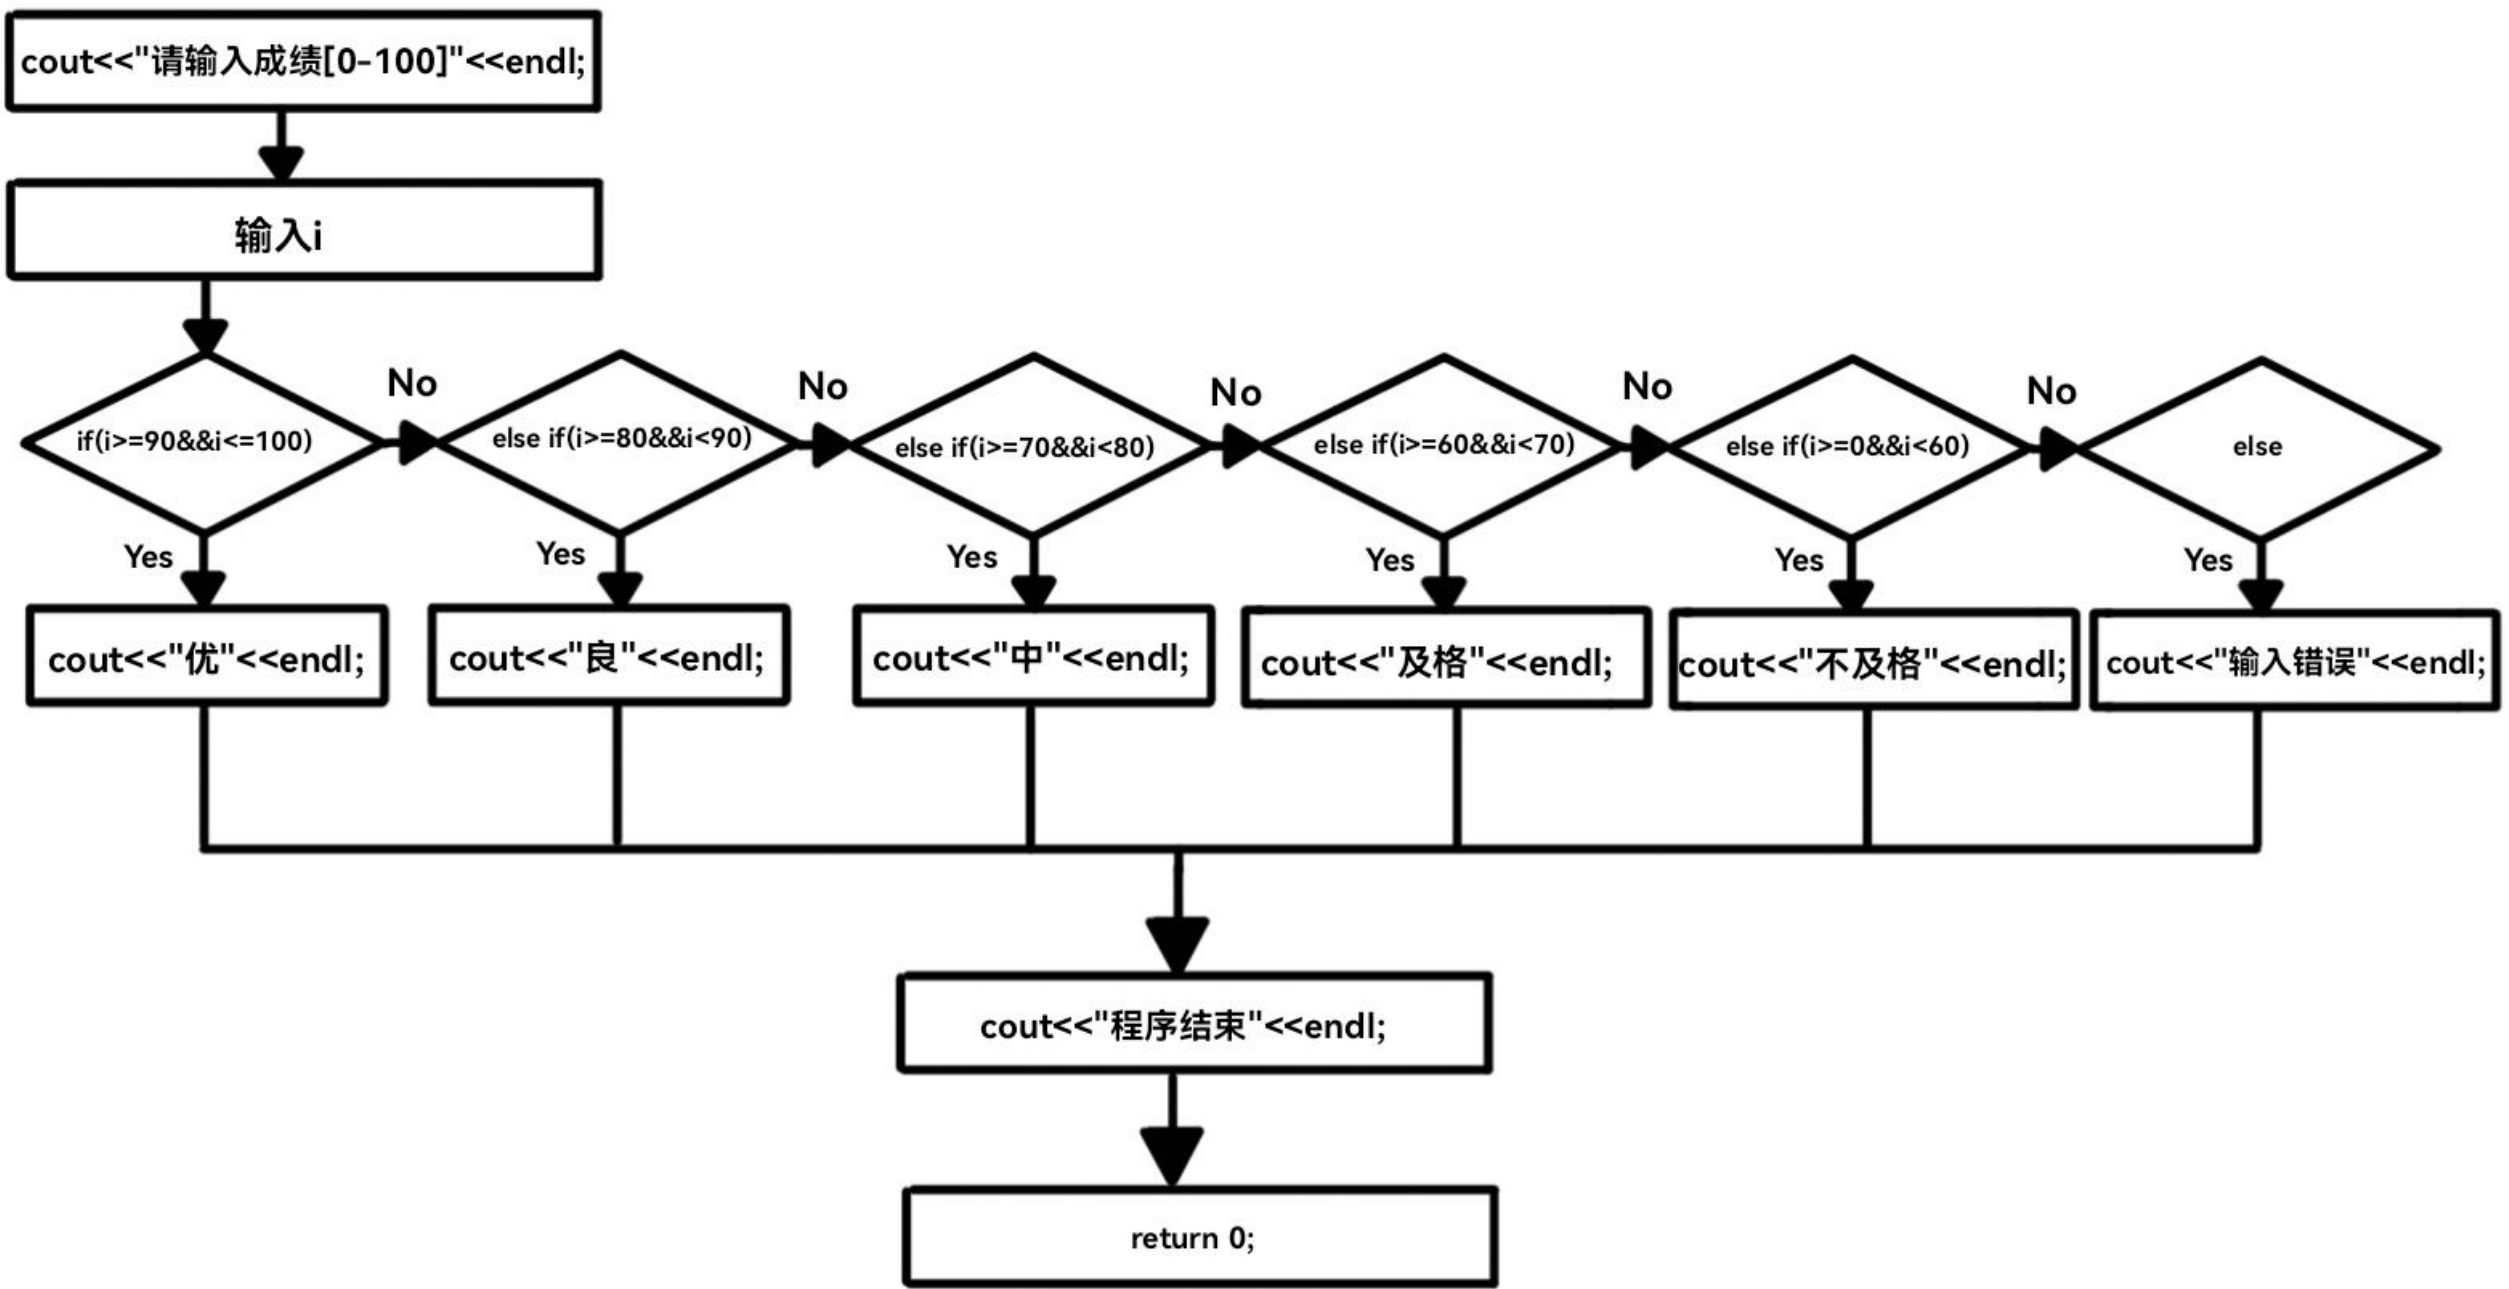 cout<<"请输入成绩[0-100]"<<endl;
输入i
No
No
No
No
No
if(i>=90&&i<=100)
else if(i>=80&&i<90)
else if(i>=70&&i<80)
else if(i>=60&&i<70)
else if(i>=0&&i<60)
else
Yes
Yes
Yes
Yes
Yes
Yes
cout<<"优"<<endl;
cout<<"良"<<endl;
cout<<"中"<<endl;
cout<<"及格"<<endl;
cout<<"不及格"<<endl;
cout<<"输入错误"<<endl;
cout<<"程序结束"<<endl;
return 0;